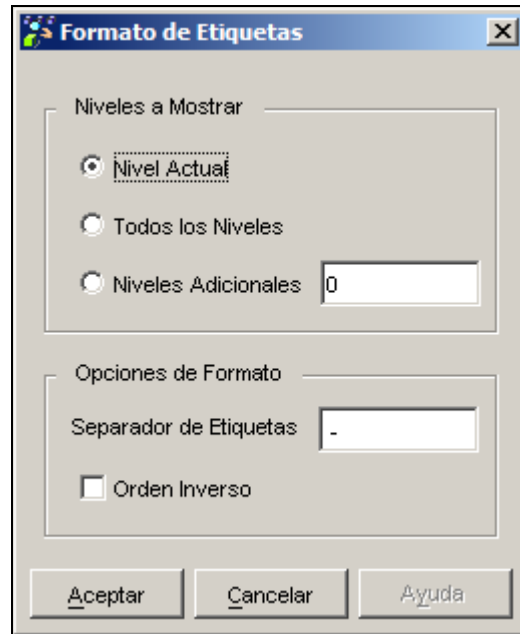 Formato de Etiquetas
Niveles a Mostrar
Nivel Actual
Todos los Niveles
Niveles Adicionales 0
Opciones de Formato
Separador de Etiquetas -
Orden Inverso
Aceptar Cancelar Ayuda